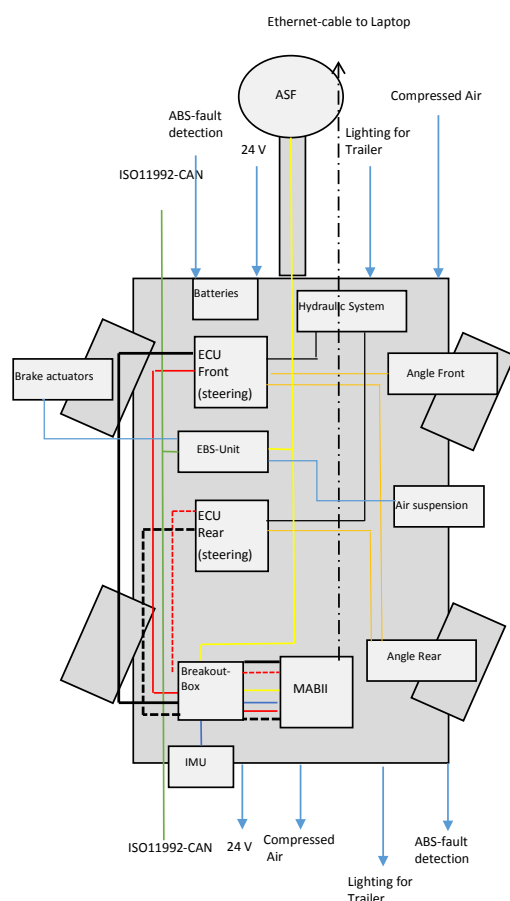 Ethernet-cable to Laptop
ASF
Compressed Air
ABS-fault
detection
24 V
Lighting for
Trailer
ISO11992-CAN
Batteries
Hydraulic System
ECU
Front
(steering)
Brake actuators
Angle Front
EBS-Unit
ECU
Rear
(steering)
Air suspension
Breakout-
Box
MABII
Angle Rear
IMU
ISO11992-CAN
24 V
Compressed
Air
ABS-fault
detection
Lighting for
Trailer